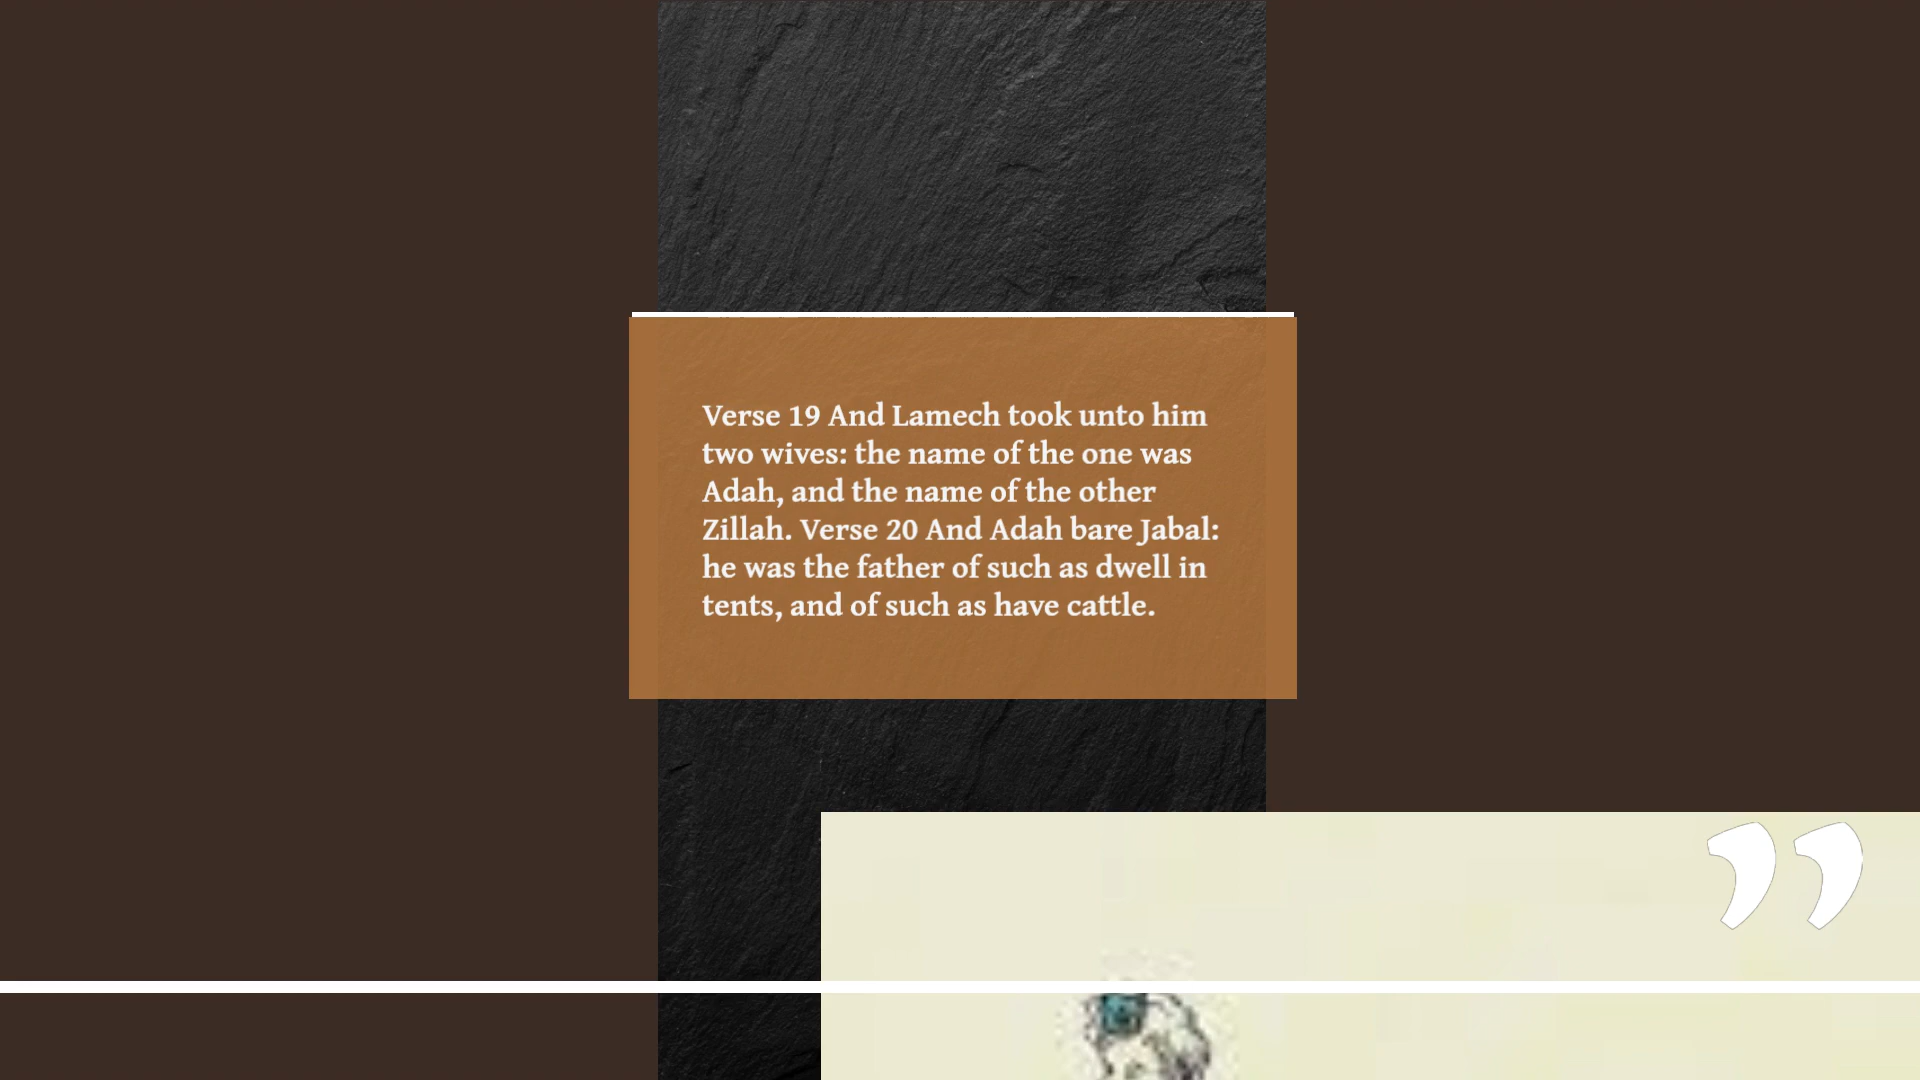 Verse 19 And Lamech took unto him
two wives: the name of the one was
Adah, and the name of the other
Zillah. Verse 20 And Adah bare Jabal:
he was the father of such as dwell in
tents, and of such as have cattle.
”